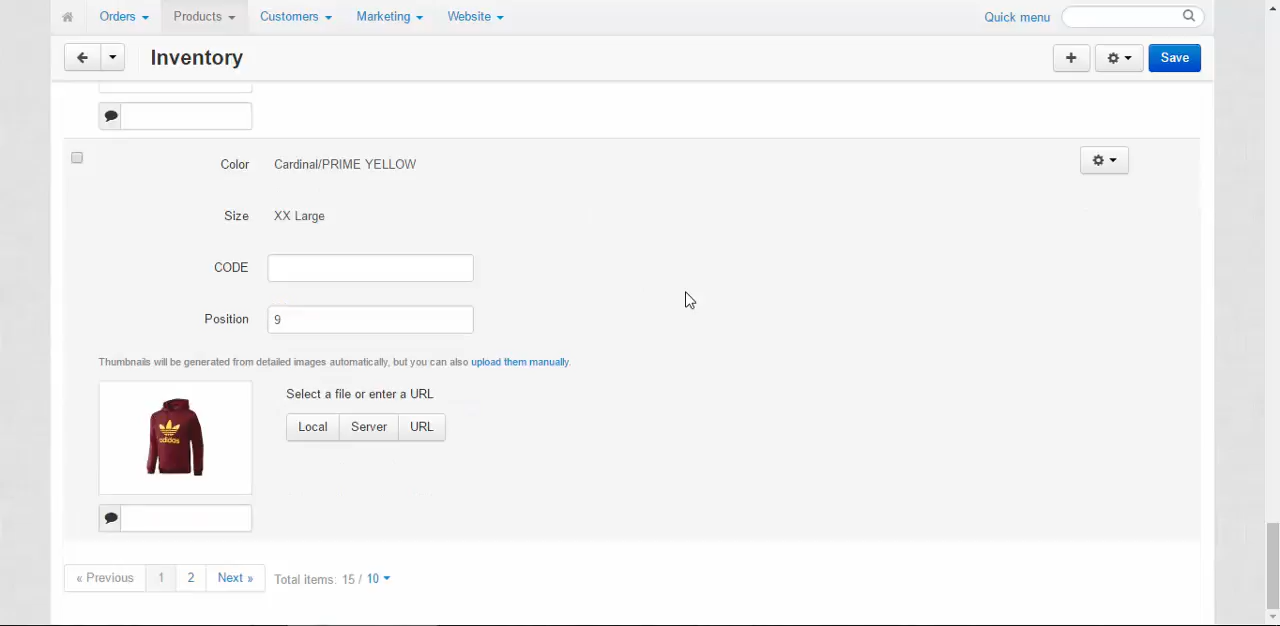 Orders Products Customers Marketing Website Quick menu
Inventory Save
Color Cardinal/PRIME YELLOW
Size XX Large
CODE
Position 9
Thumbnails will be generated from detailed images automatically, but you can also upload them manually.
Select a file or enter a URL
Local Server URL
adidas
« Previous 1 2 Next » Total items: 15 / 10